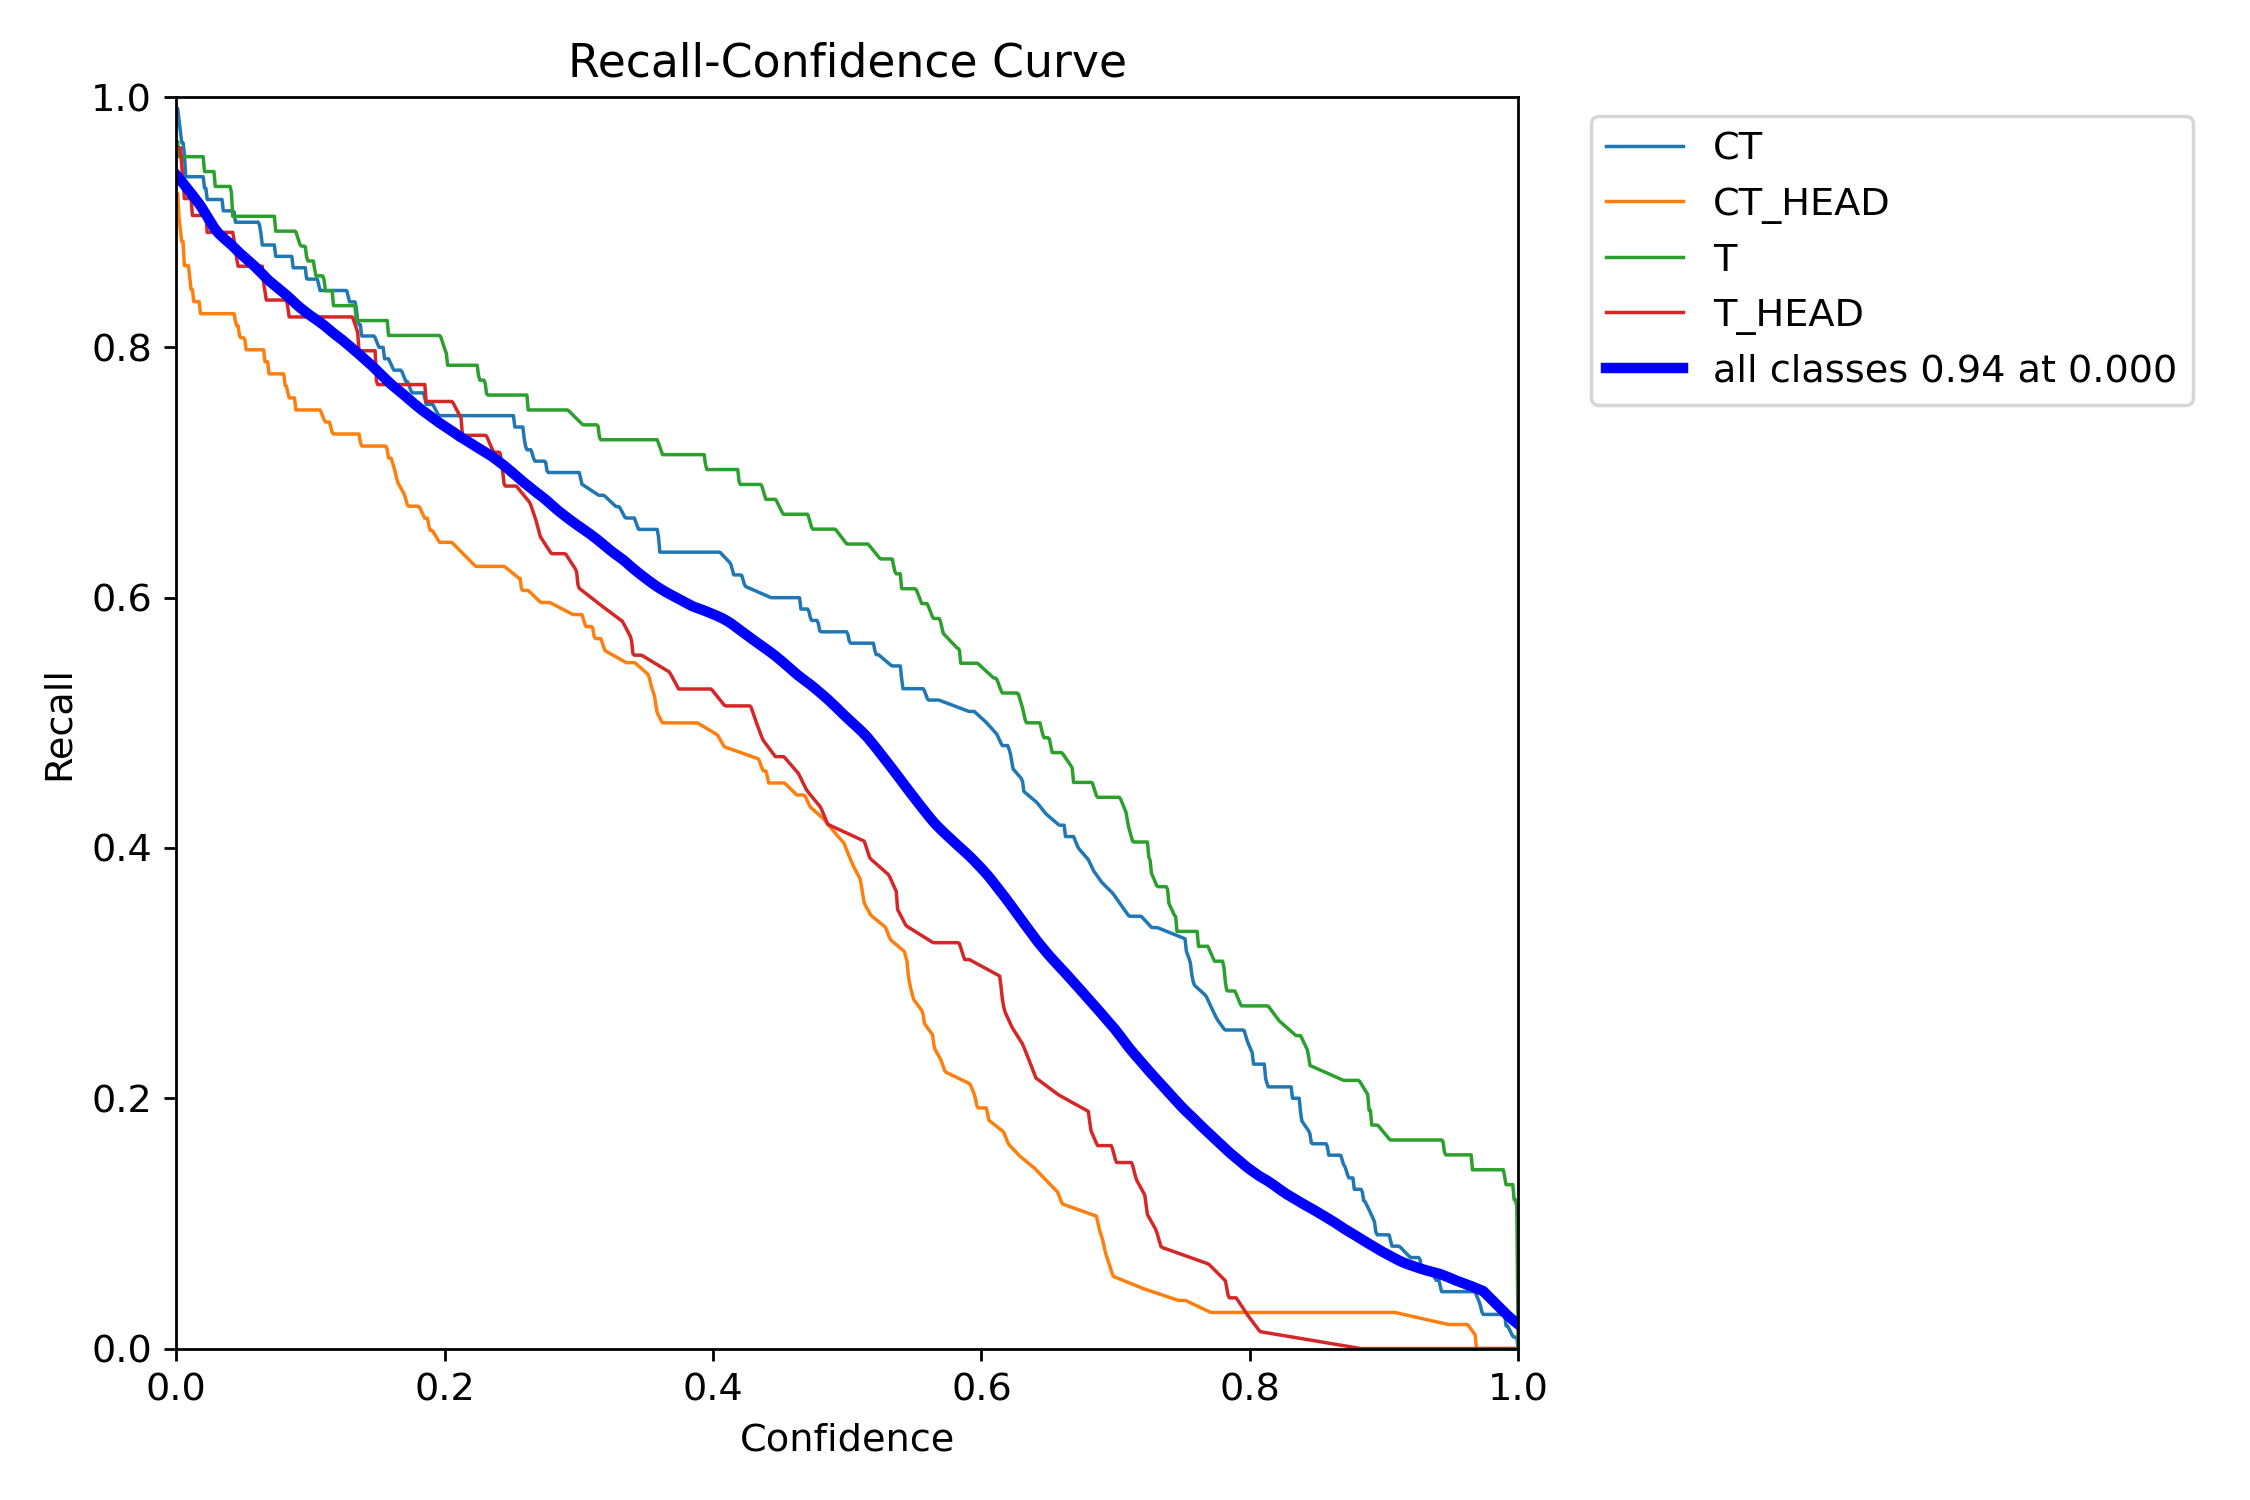 Recall-Confidence Curve
1.0
0.8
0.6
0.4
0.2
0.0
Recall
0.0 0.2 0.4 0.6 0.8 1.0
Confidence
CT
CT_HEAD
T
T_HEAD
all classes 0.94 at 0.000